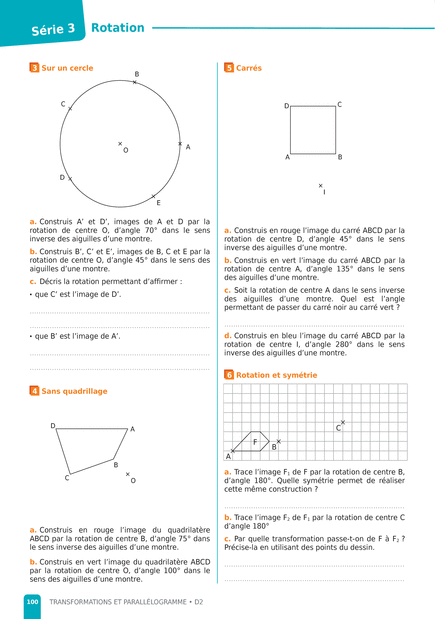 Série 3
Rotation
3 Sur un cercle
B
C
A
O
D
E
a. Construis A' et D', images de A et D par la
rotation de centre O, d'angle 70° dans le sens
inverse des aiguilles d'une montre.
b. Construis B', C' et E', images de B, C et E par la
rotation de centre O, d'angle 45° dans le sens des
aiguilles d'une montre.
c. Décris la rotation permettant d'affirmer :
• que C' est l'image de D'.
• que B' est l'image de A'.
4 Sans quadrillage
D
A
B
C
O
a. Construis en rouge l'image du quadrilatère
ABCD par la rotation de centre B, d'angle 75° dans
le sens inverse des aiguilles d'une montre.
b. Construis en vert l'image du quadrilatère ABCD
par la rotation de centre O, d'angle 100° dans le
sens des aiguilles d'une montre.
5 Carrés
D
C
A
B
I
a. Construis en rouge l'image du carré ABCD par la
rotation de centre D, d'angle 45° dans le sens
inverse des aiguilles d'une montre.
b. Construis en vert l'image du carré ABCD par la
rotation de centre A, d'angle 135° dans le sens
des aiguilles d'une montre.
c. Soit la rotation de centre A dans le sens inverse
des aiguilles d'une montre. Quel est l'angle
permettant de passer du carré noir au carré vert ?
d. Construis en bleu l'image du carré ABCD par la
rotation de centre I, d'angle 280° dans le sens
inverse des aiguilles d'une montre.
6 Rotation et symétrie
C
F
B
A
a. Trace l'image F₁ de F par la rotation de centre B,
d'angle 180°. Quelle symétrie permet de réaliser
cette même construction ?
b. Trace l'image F₂ de F₁ par la rotation de centre C
d'angle 180°
c. Par quelle transformation passe-t-on de F à F₂ ?
Précise-la en utilisant des points du dessin.
100 TRANSFORMATIONS ET PARALLÉLOGRAMME • D2